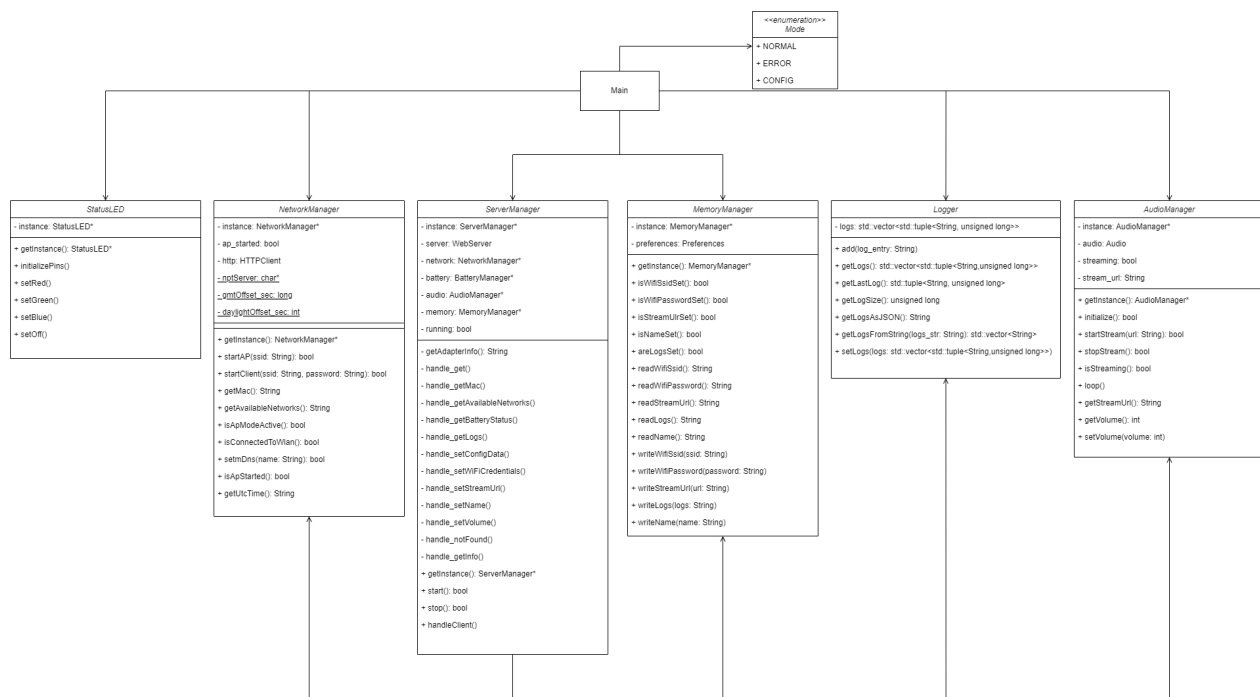 <<enumeration>>
Mode
+ NORMAL
+ ERROR
+ CONFIG
Main
StatusLED
- instance: StatusLED*
+ getInstance(): StatusLED*
+ initializePins()
+ setRed()
+ setGreen()
+ setBlue()
+ setOff()
NetworkManager
- instance: NetworkManager*
- ap_started: bool
- http: HTTPClient
- nptServer: char*
- gmtOffset_sec: long
- daylightOffset_sec: int
+ getInstance(): NetworkManager*
+ startAP(ssid: String): bool
+ startClient(ssid: String, password: String): bool
+ getMac(): String
+ getAvailableNetworks(): String
+ isApModeActive(): bool
+ isConnectedToWlan(): bool
+ setmDns(name: String): bool
+ isApStarted(): bool
+ getUtcTime(): String
ServerManager
- instance: ServerManager*
- server: WebServer
- network: NetworkManager*
- battery: BatteryManager*
- audio: AudioManager*
- memory: MemoryManager*
- running: bool
- getAdapterInfo(): String
- handle_get()
- handle_getMac()
- handle_getAvailableNetworks()
- handle_getBatteryStatus()
- handle_getLogs()
- handle_setConfigData()
- handle_setWiFiCredentials()
- handle_setStreamUrl()
- handle_setName()
- handle_setVolume()
- handle_notFound()
- handle_getInfo()
+ getInstance(): ServerManager*
+ start(): bool
+ stop(): bool
+ handleClient()
MemoryManager
- instance: MemoryManager*
- preferences: Preferences
+ getInstance(): MemoryManager*
+ isWifiSsidSet(): bool
+ isWifiPasswordSet(): bool
+ isStreamUlrSet(): bool
+ isNameSet(): bool
+ areLogsSet(): bool
+ readWifiSsid(): String
+ readWifiPassword(): String
+ readStreamUrl(): String
+ readLogs(): String
+ readName(): String
+ writeWifiSsid(ssid: String)
+ writeWifiPassword(password: String)
+ writeStreamUrl(url: String)
+ writeLogs(logs: String)
+ writeName(name: String)
Logger
- logs: std::vector<std::tuple<String, unsigned long>>
+ add(log_entry: String)
+ getLogs(): std::vector<std::tuple<String,unsigned long>>
+ getLastLog(): std::tuple<String, unsigned long>
+ getLogSize(): unsigned long
+ getLogsAsJSON(): String
+ getLogsFromString(logs_str: String): std::vector<String>
+ setLogs(logs: std::vector<std::tuple<String,unsigned long>>)
AudioManager
- instance: AudioManager*
- audio: Audio
- streaming: bool
- stream_url: String
+ getInstance(): AudioManager*
+ initialize(): bool
+ startStream(url: String): bool
+ stopStream(): bool
+ isStreaming(): bool
+ loop()
+ getStreamUrl(): String
+ getVolume(): int
+ setVolume(volume: int)